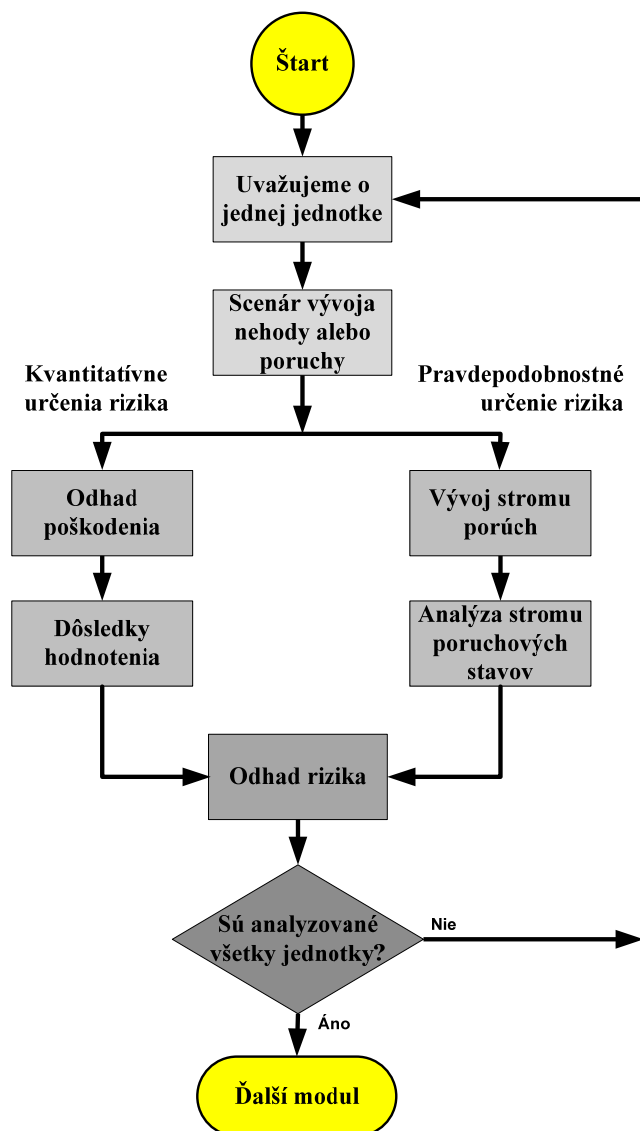 Štart
Uvažujeme o
jednej jednotke
Scenár vývoja
nehody alebo
poruchy
Kvantitatívne
určenia rizika
Pravdepodobnostné
určenie rizika
Odhad
poškodenia
Vývoj stromu
porúch
Dôsledky
hodnotenia
Analýza stromu
poruchových
stavov
Odhad rizika
Sú analyzované
všetky jednotky?
Nie
Áno
Ďalší modul